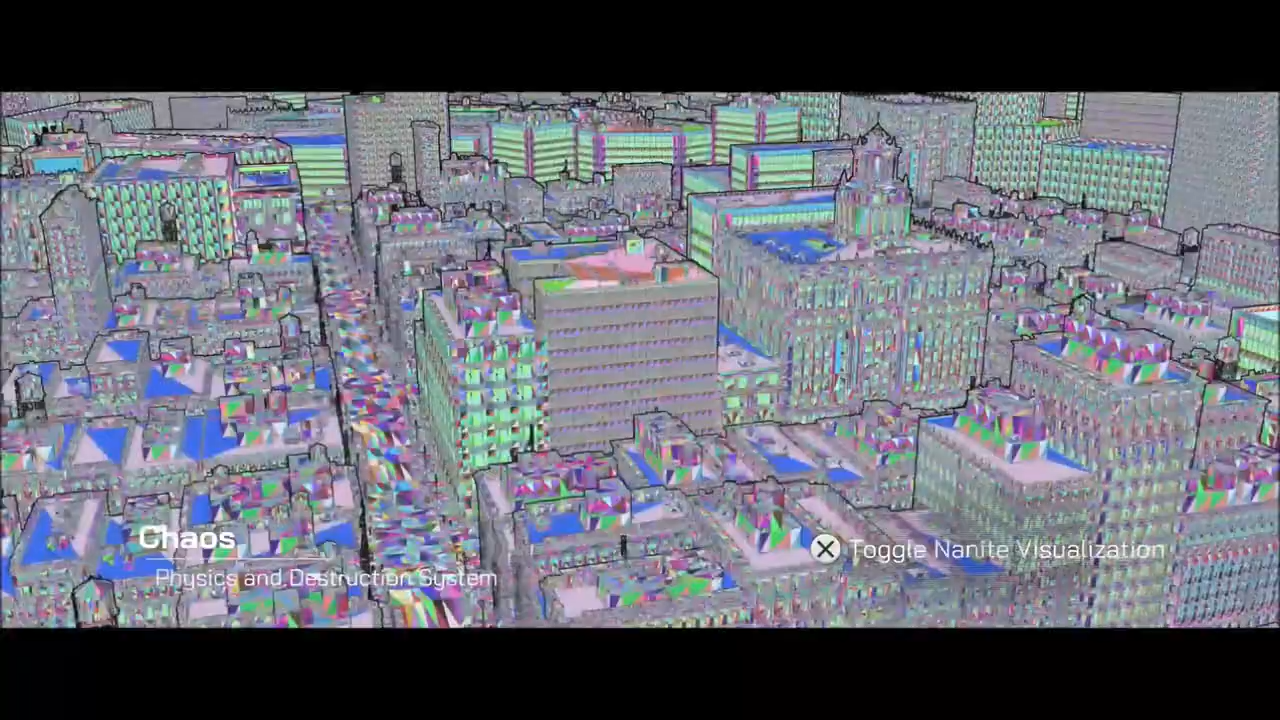 Chaos
Physics and Destruction System
Toggle Nanite Visualization